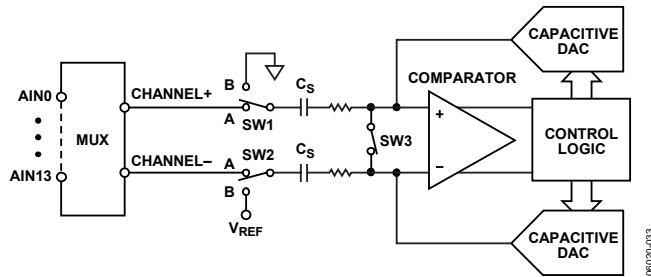 CAPACITIVE
DAC
COMPARATOR
B
AIN0
CHANNEL+
CS
A
SW1
+
MUX
SW3
CONTROL
LOGIC
CHANNEL–
A
SW2
CS
–
AIN13
B
VREF
CAPACITIVE
DAC
06020-033